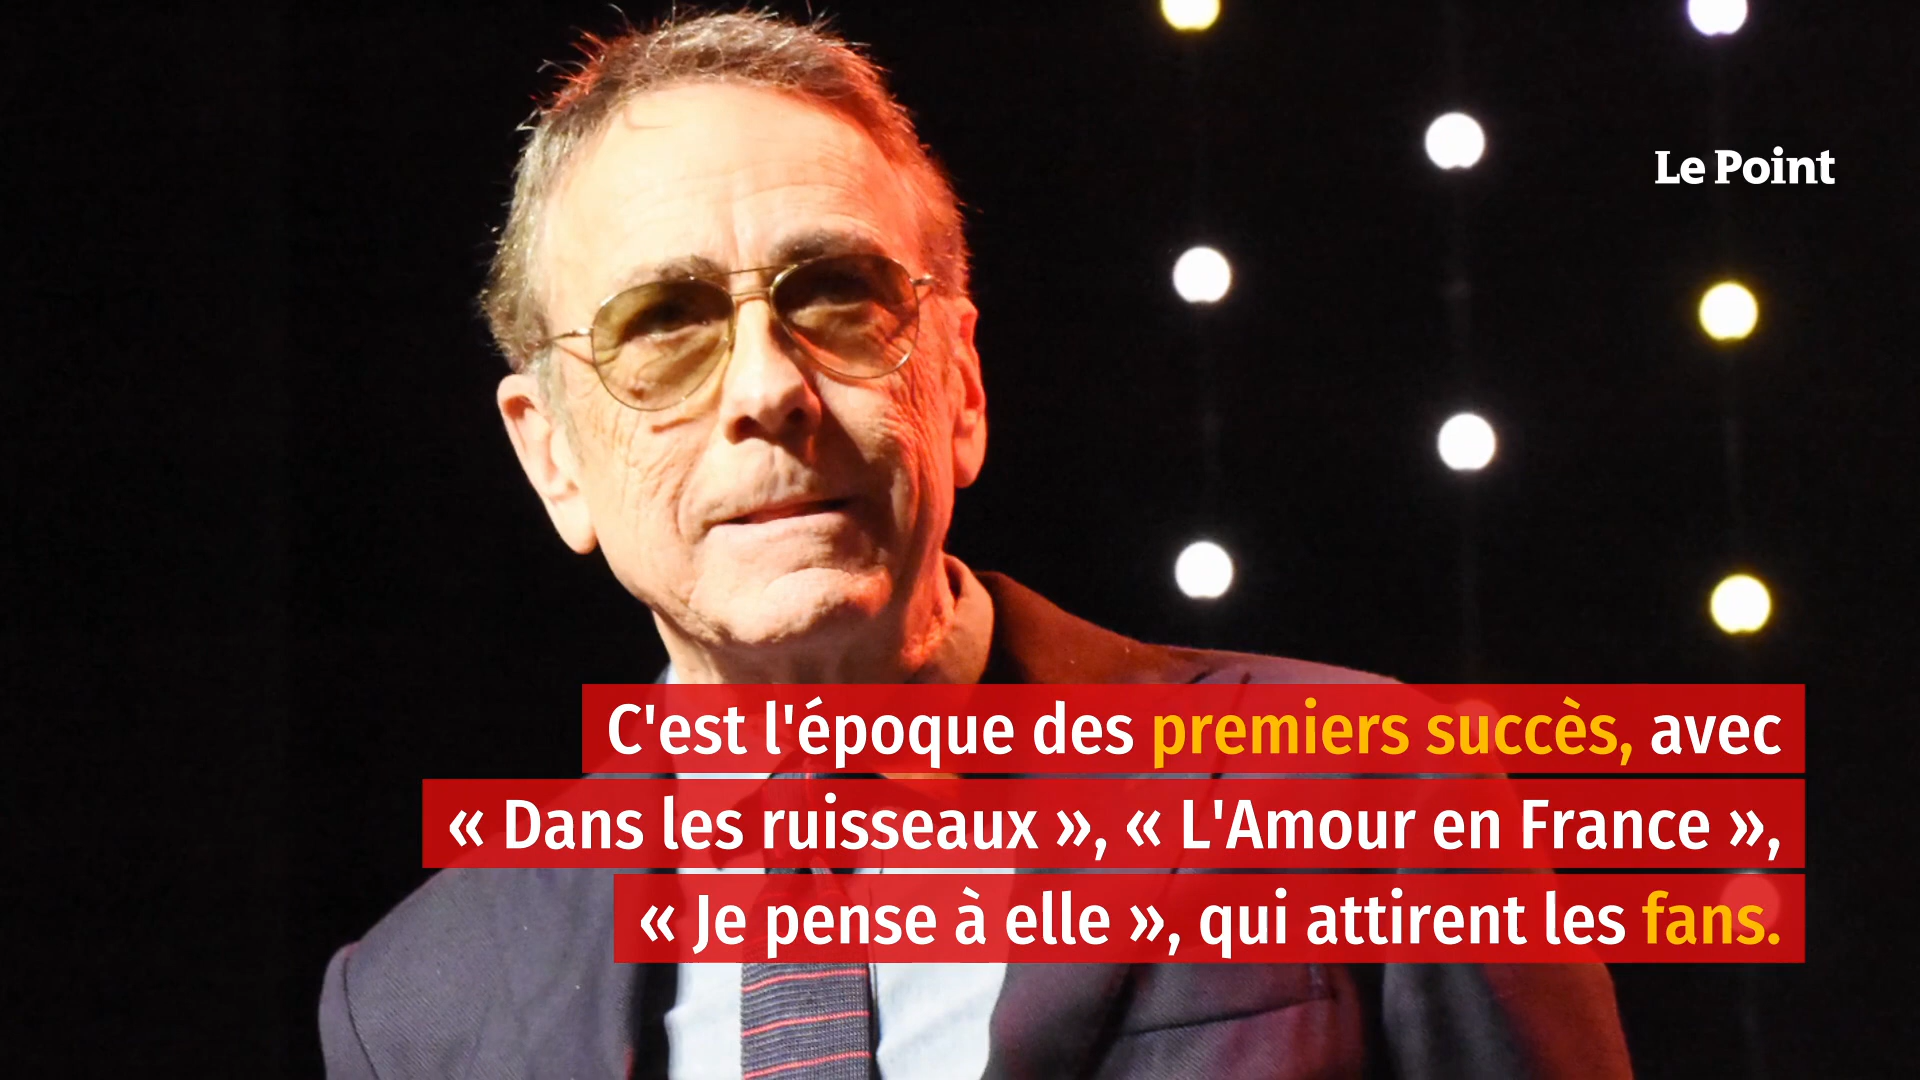 Le Point
C'est l'époque des premiers succès, avec
« Dans les ruisseaux », « L'Amour en France »,
« Je pense à elle », qui attirent les fans.